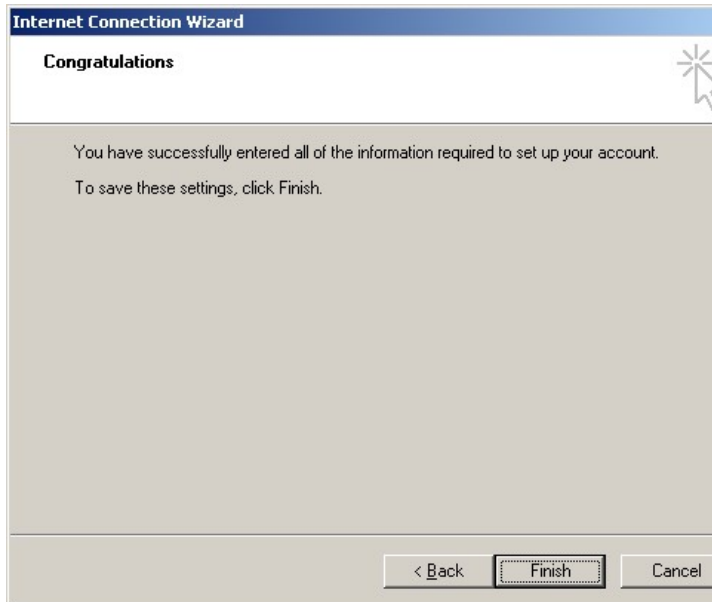 Internet Connection Wizard
Congratulations
You have successfully entered all of the information required to set up your account.
To save these settings, click Finish.
< Back
Finish
Cancel